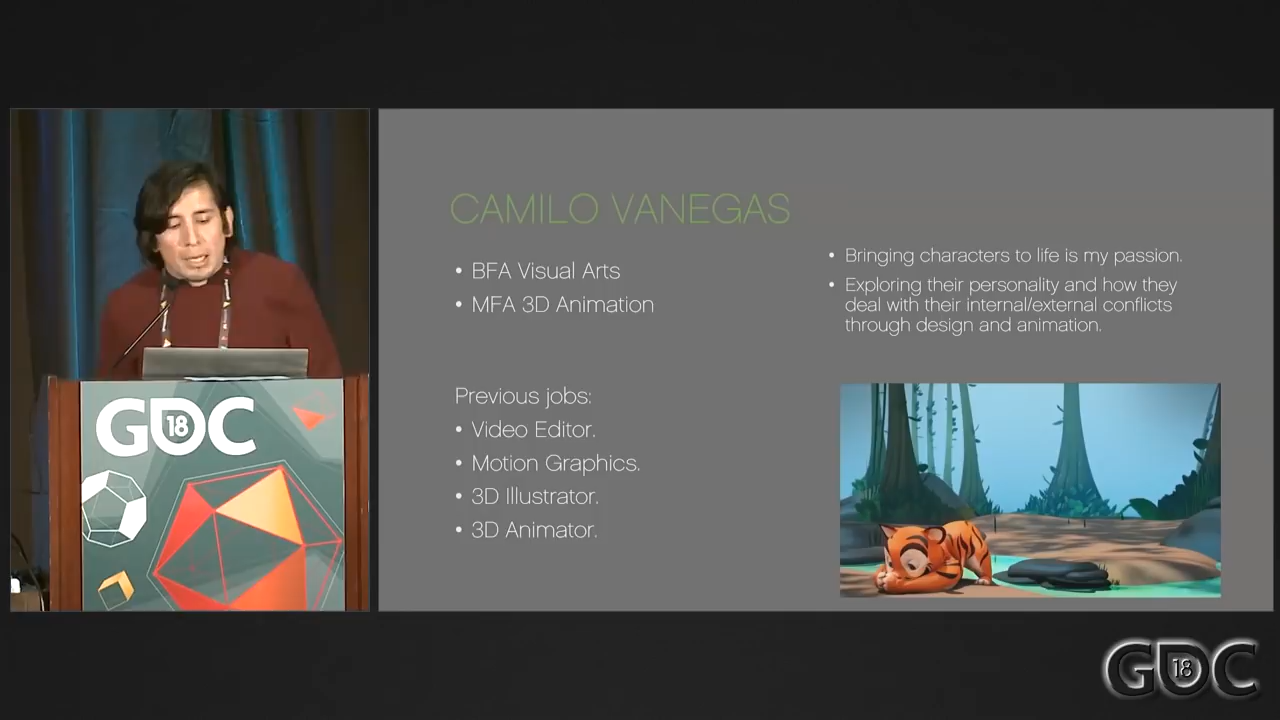 CAMILO VANEGAS
• BFA Visual Arts
• MFA 3D Animation
Previous jobs:
• Video Editor.
• Motion Graphics.
• 3D Illustrator.
• 3D Animator.
• Bringing characters to life is my passion.
• Exploring their personality and how they
deal with their internal/external conflicts
through design and animation.
GDC
18
GDC
18